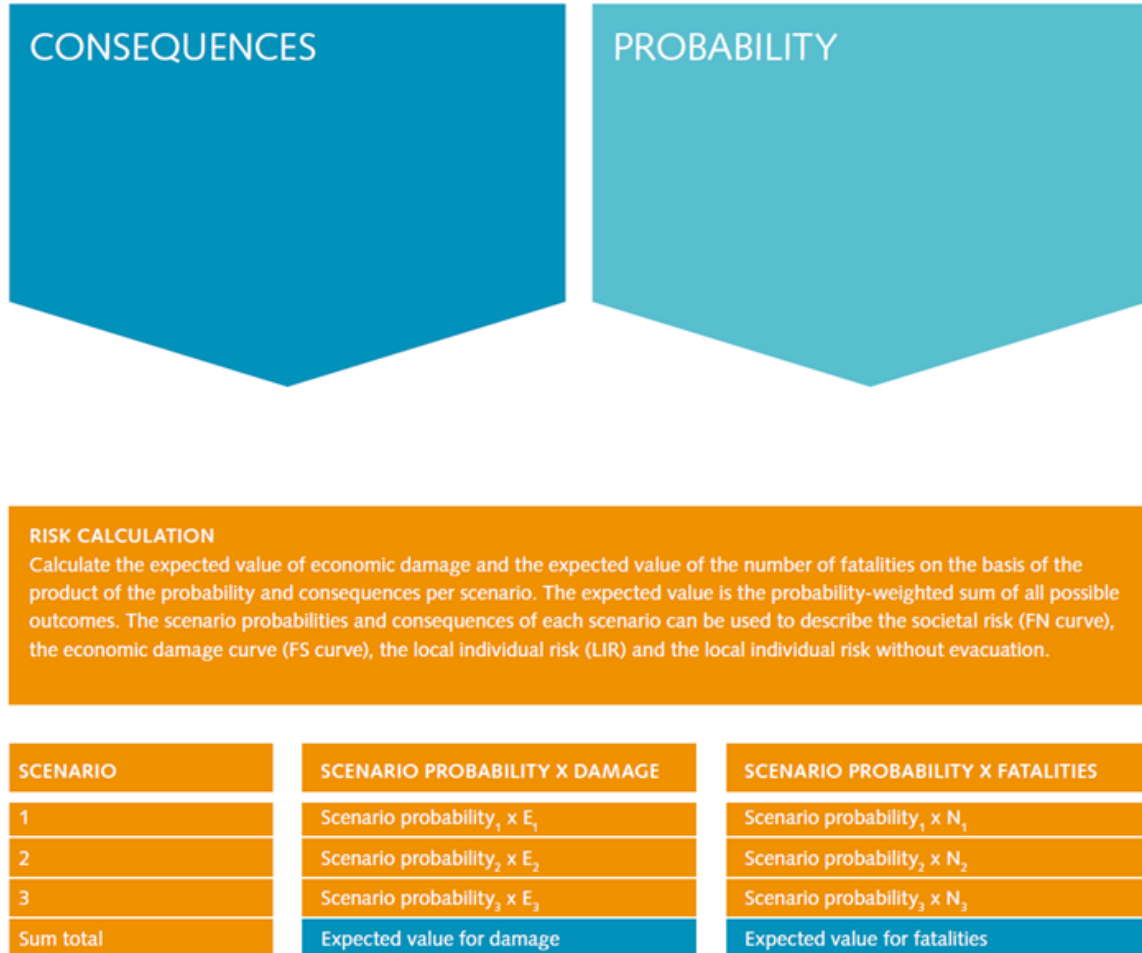 CONSEQUENCES
PROBABILITY
RISK CALCULATION
Calculate the expected value of economic damage and the expected value of the number of fatalities on the basis of the
product of the probability and consequences per scenario. The expected value is the probability-weighted sum of all possible
outcomes. The scenario probabilities and consequences of each scenario can be used to describe the societal risk (FN curve),
the economic damage curve (FS curve), the local individual risk (LIR) and the local individual risk without evacuation.
SCENARIO SCENARIO PROBABILITY X DAMAGE SCENARIO PROBABILITY X FATALITIES
1 Scenario probability₁ x E₁ Scenario probability₁ x N₁
2 Scenario probability₂ x E₂ Scenario probability₂ x N₂
3 Scenario probability₃ x E₃ Scenario probability₃ x N₃
Sum total Expected value for damage Expected value for fatalities